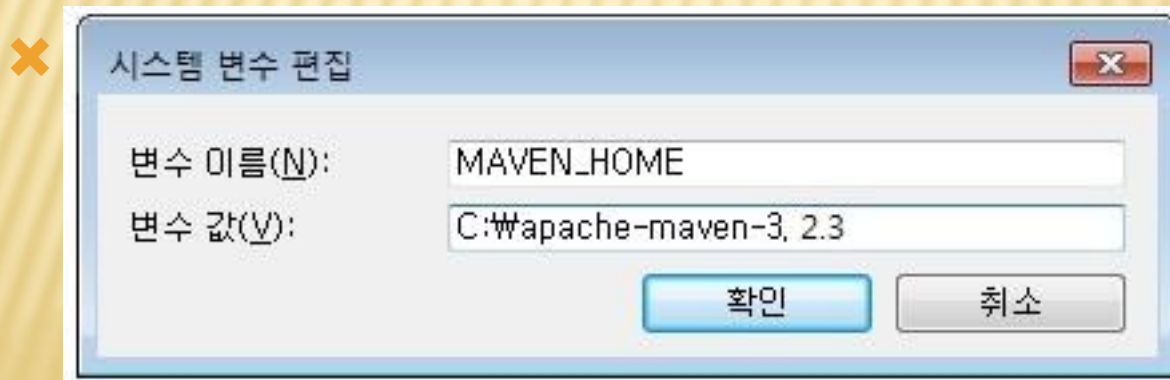 시스템 변수 편집
변수 이름(N): MAVEN_HOME
변수 값(V): C:₩apache-maven-3, 2.3
확인 취소